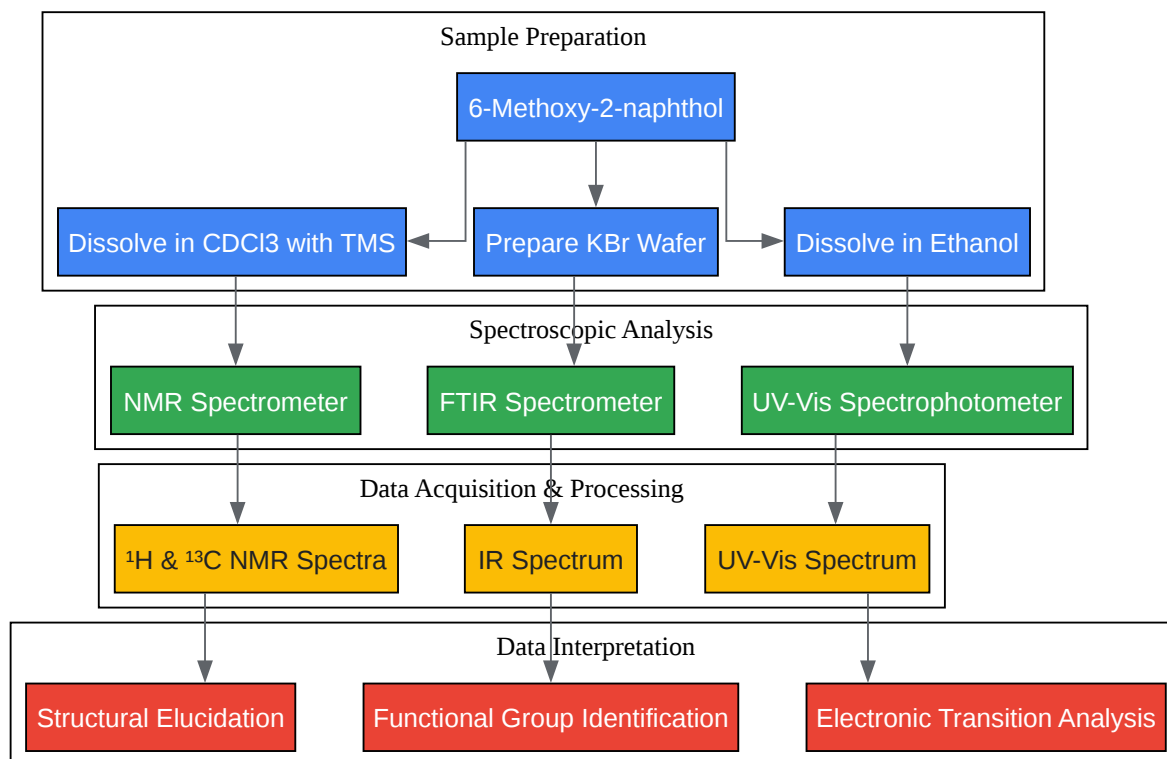 Sample Preparation
6-Methoxy-2-naphthol
Dissolve in CDCl3 with TMS
Prepare KBr Wafer
Dissolve in Ethanol
Spectroscopic Analysis
NMR Spectrometer
FTIR Spectrometer
UV-Vis Spectrophotometer
Data Acquisition & Processing
¹H & ¹³C NMR Spectra
IR Spectrum
UV-Vis Spectrum
Data Interpretation
Structural Elucidation
Functional Group Identification
Electronic Transition Analysis